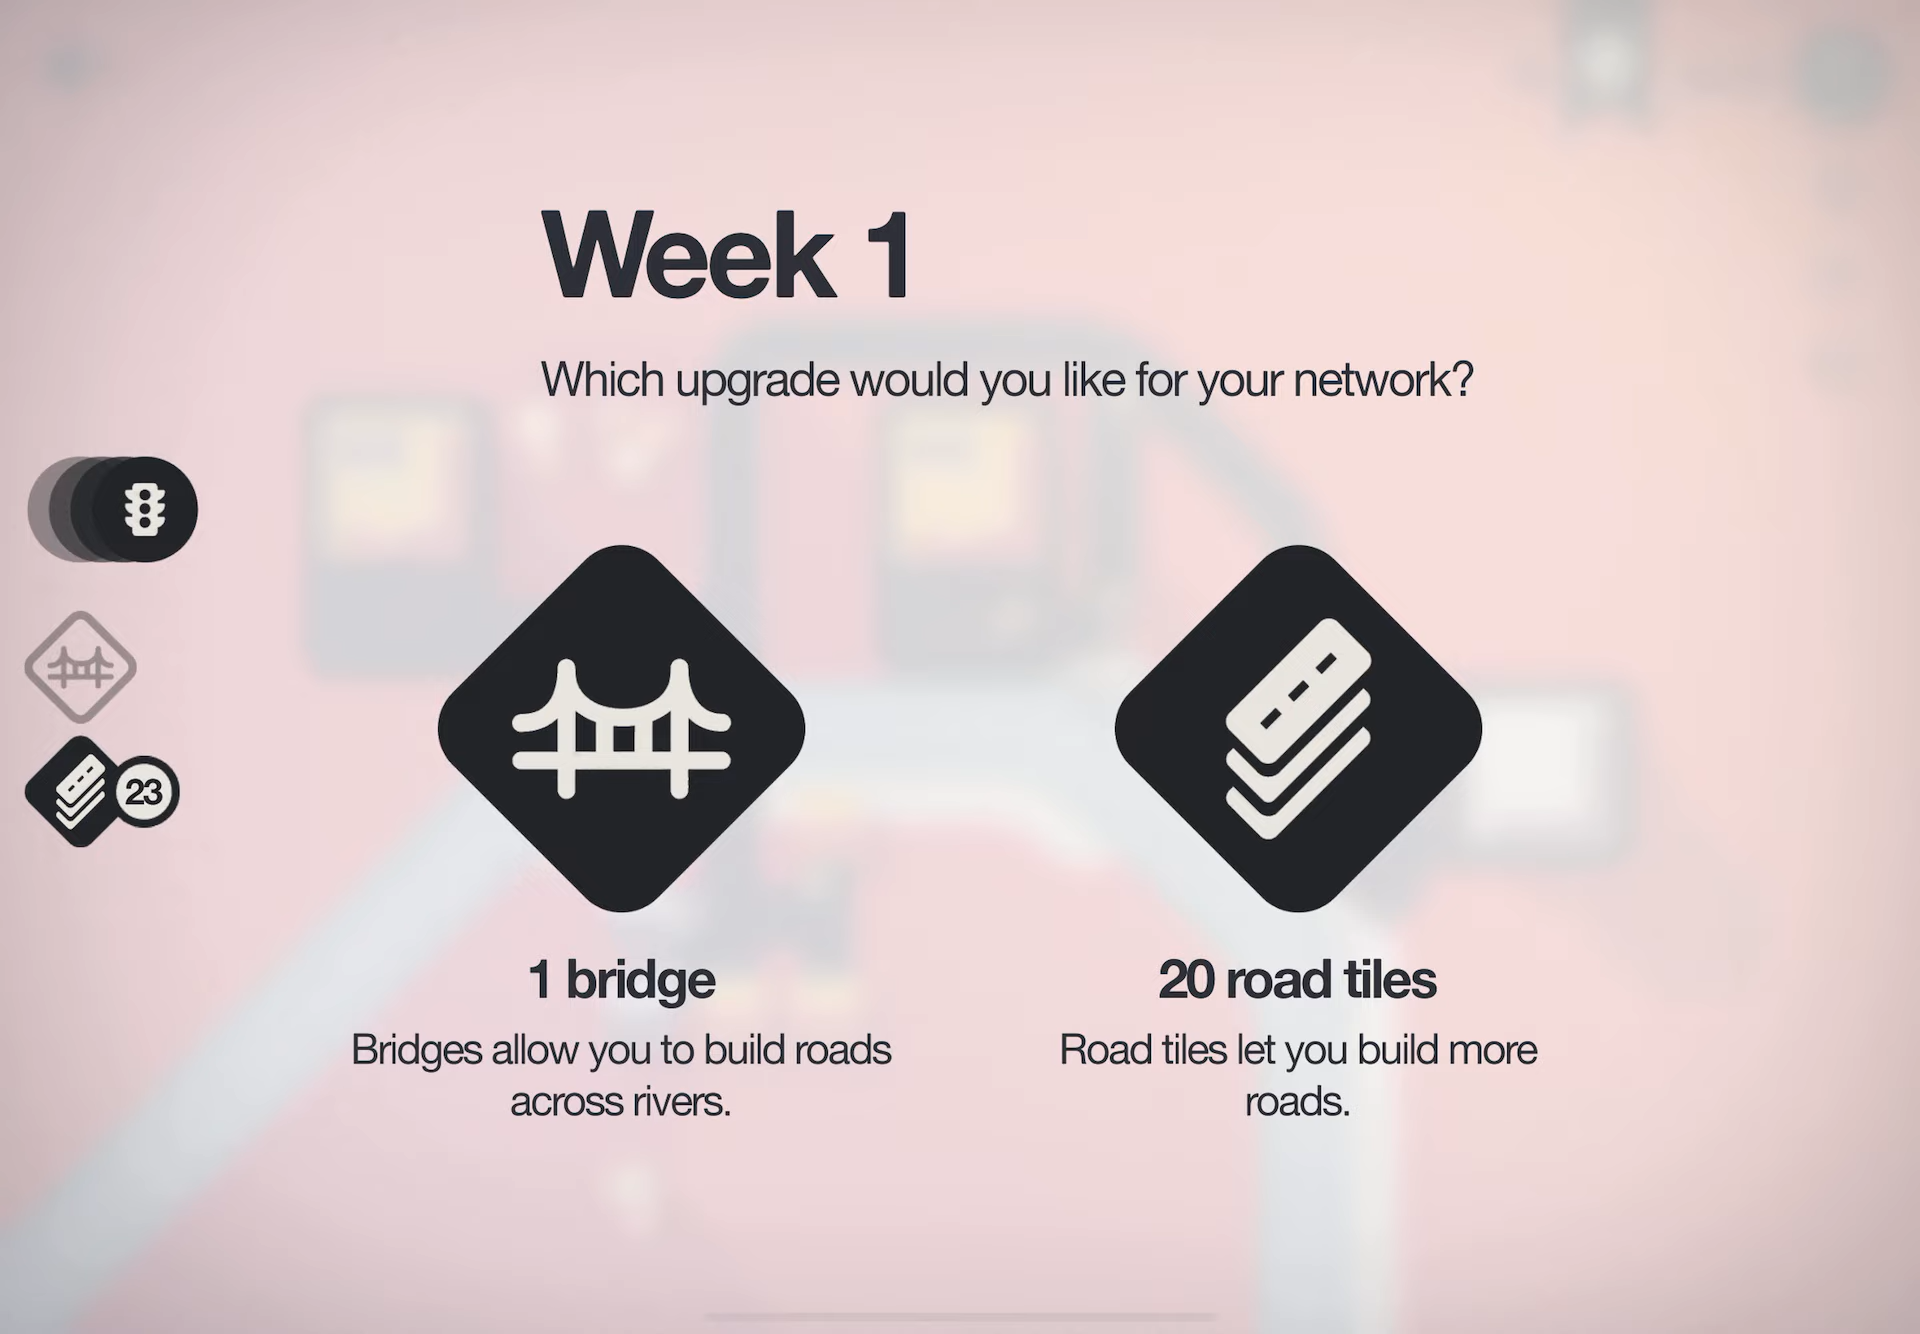 Week 1
Which upgrade would you like for your network?
23
1 bridge
Bridges allow you to build roads
across rivers.
20 road tiles
Road tiles let you build more
roads.